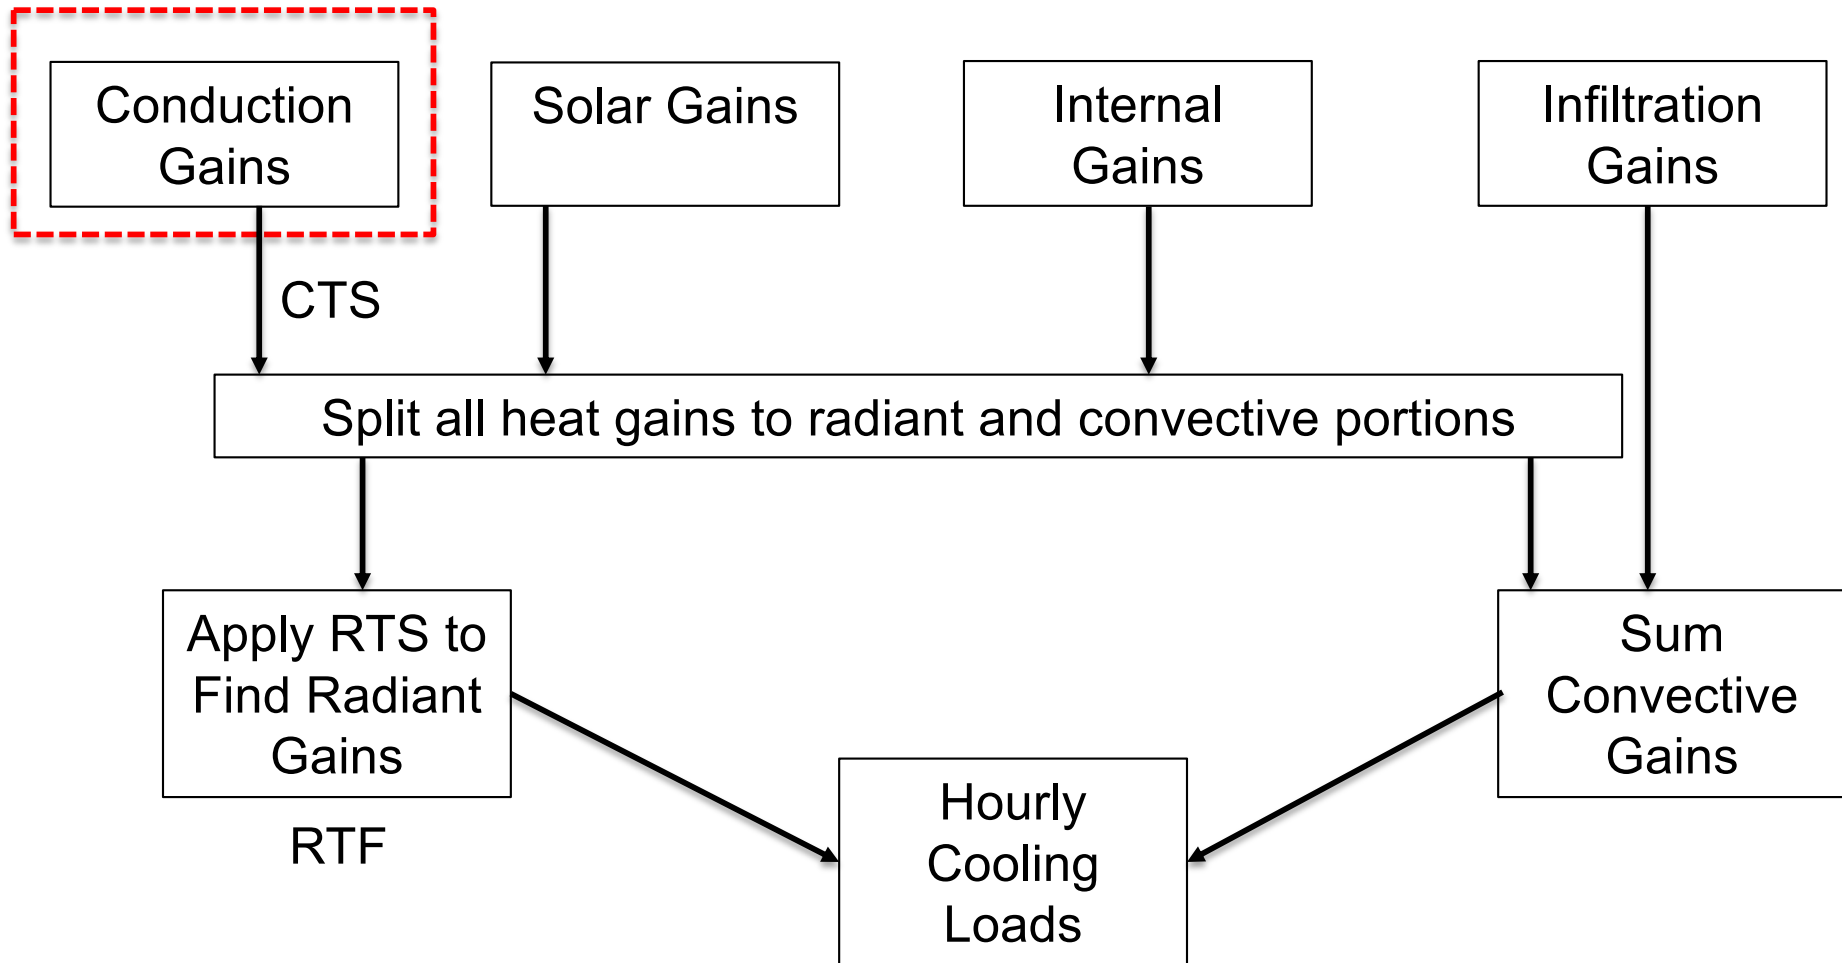 Conduction
Gains
Solar Gains
Internal
Gains
Infiltration
Gains
CTS
Split all heat gains to radiant and convective portions
Apply RTS to
Find Radiant
Gains
RTF
Sum
Convective
Gains
Hourly
Cooling
Loads